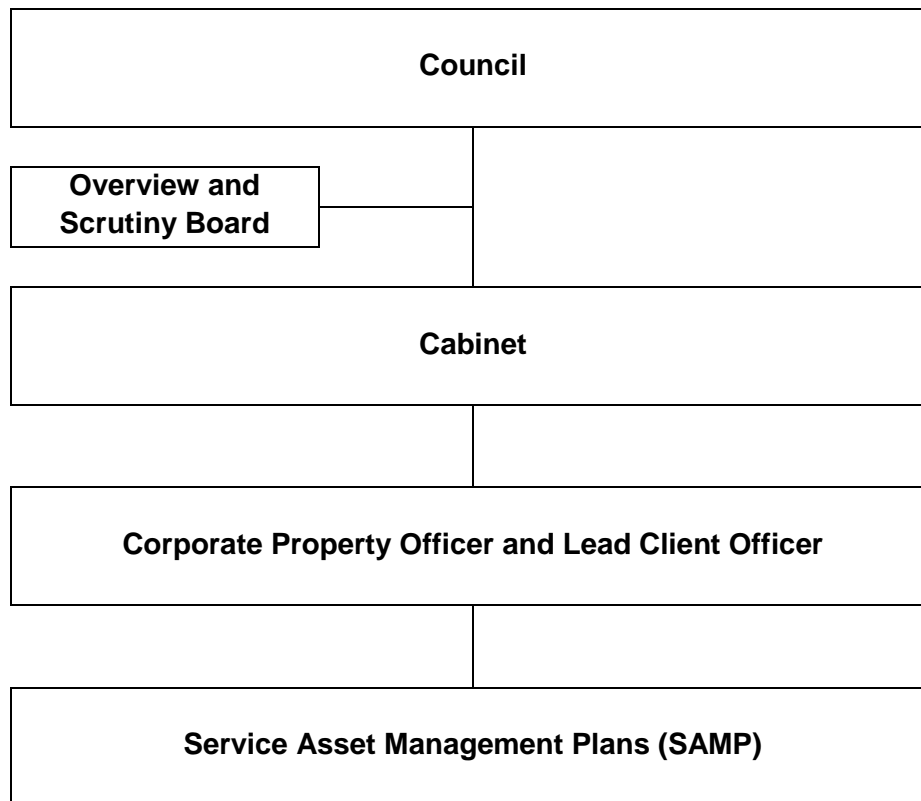 Council
Overview and
Scrutiny Board
Cabinet
Corporate Property Officer and Lead Client Officer
Service Asset Management Plans (SAMP)